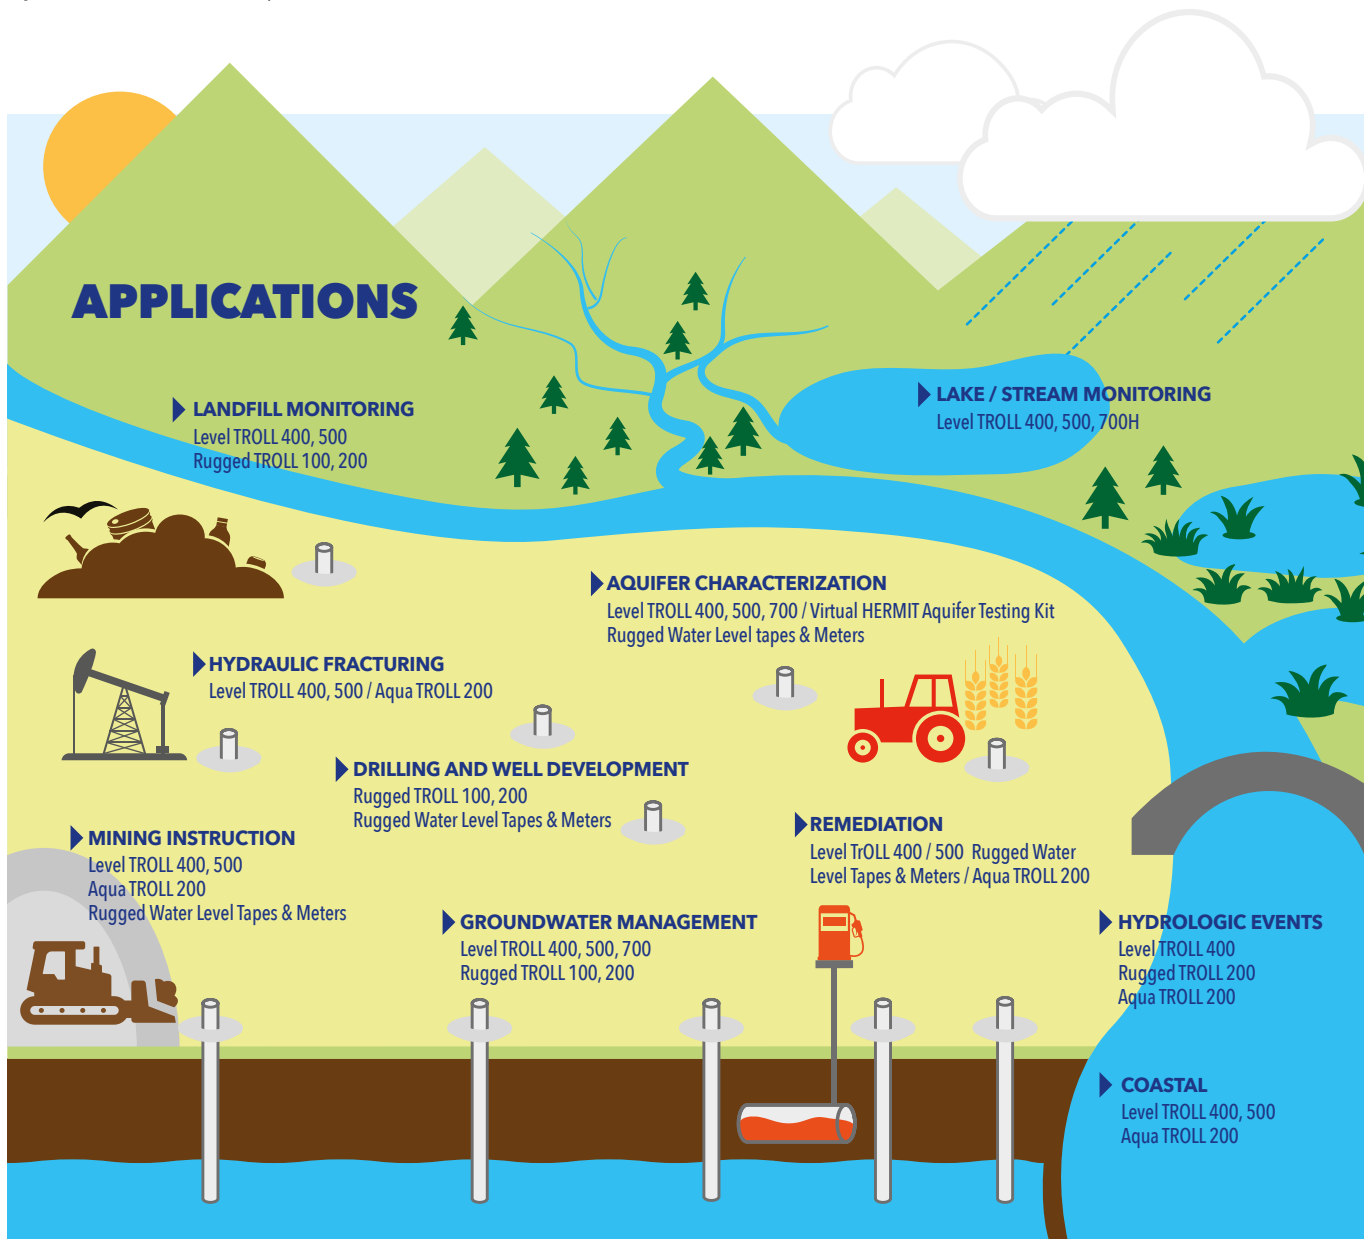 APPLICATIONS
LANDFILL MONITORING
Level TROLL 400, 500
Rugged TROLL 100, 200
LAKE / STREAM MONITORING
Level TROLL 400, 500, 700H
AQUIFER CHARACTERIZATION
Level TROLL 400, 500, 700 / Virtual HERMIT Aquifer Testing Kit
Rugged Water Level tapes & Meters
HYDRAULIC FRACTURING
Level TROLL 400, 500 / Aqua TROLL 200
DRILLING AND WELL DEVELOPMENT
Rugged TROLL 100, 200
Rugged Water Level Tapes & Meters
MINING INSTRUCTION
Level TROLL 400, 500
Aqua TROLL 200
Rugged Water Level Tapes & Meters
REMEDIATION
Level TrOLL 400 / 500 Rugged Water
Level Tapes & Meters / Aqua TROLL 200
GROUNDWATER MANAGEMENT
Level TROLL 400, 500, 700
Rugged TROLL 100, 200
HYDROLOGIC EVENTS
Level TROLL 400
Rugged TROLL 200
Aqua TROLL 200
COASTAL
Level TROLL 400, 500
Aqua TROLL 200